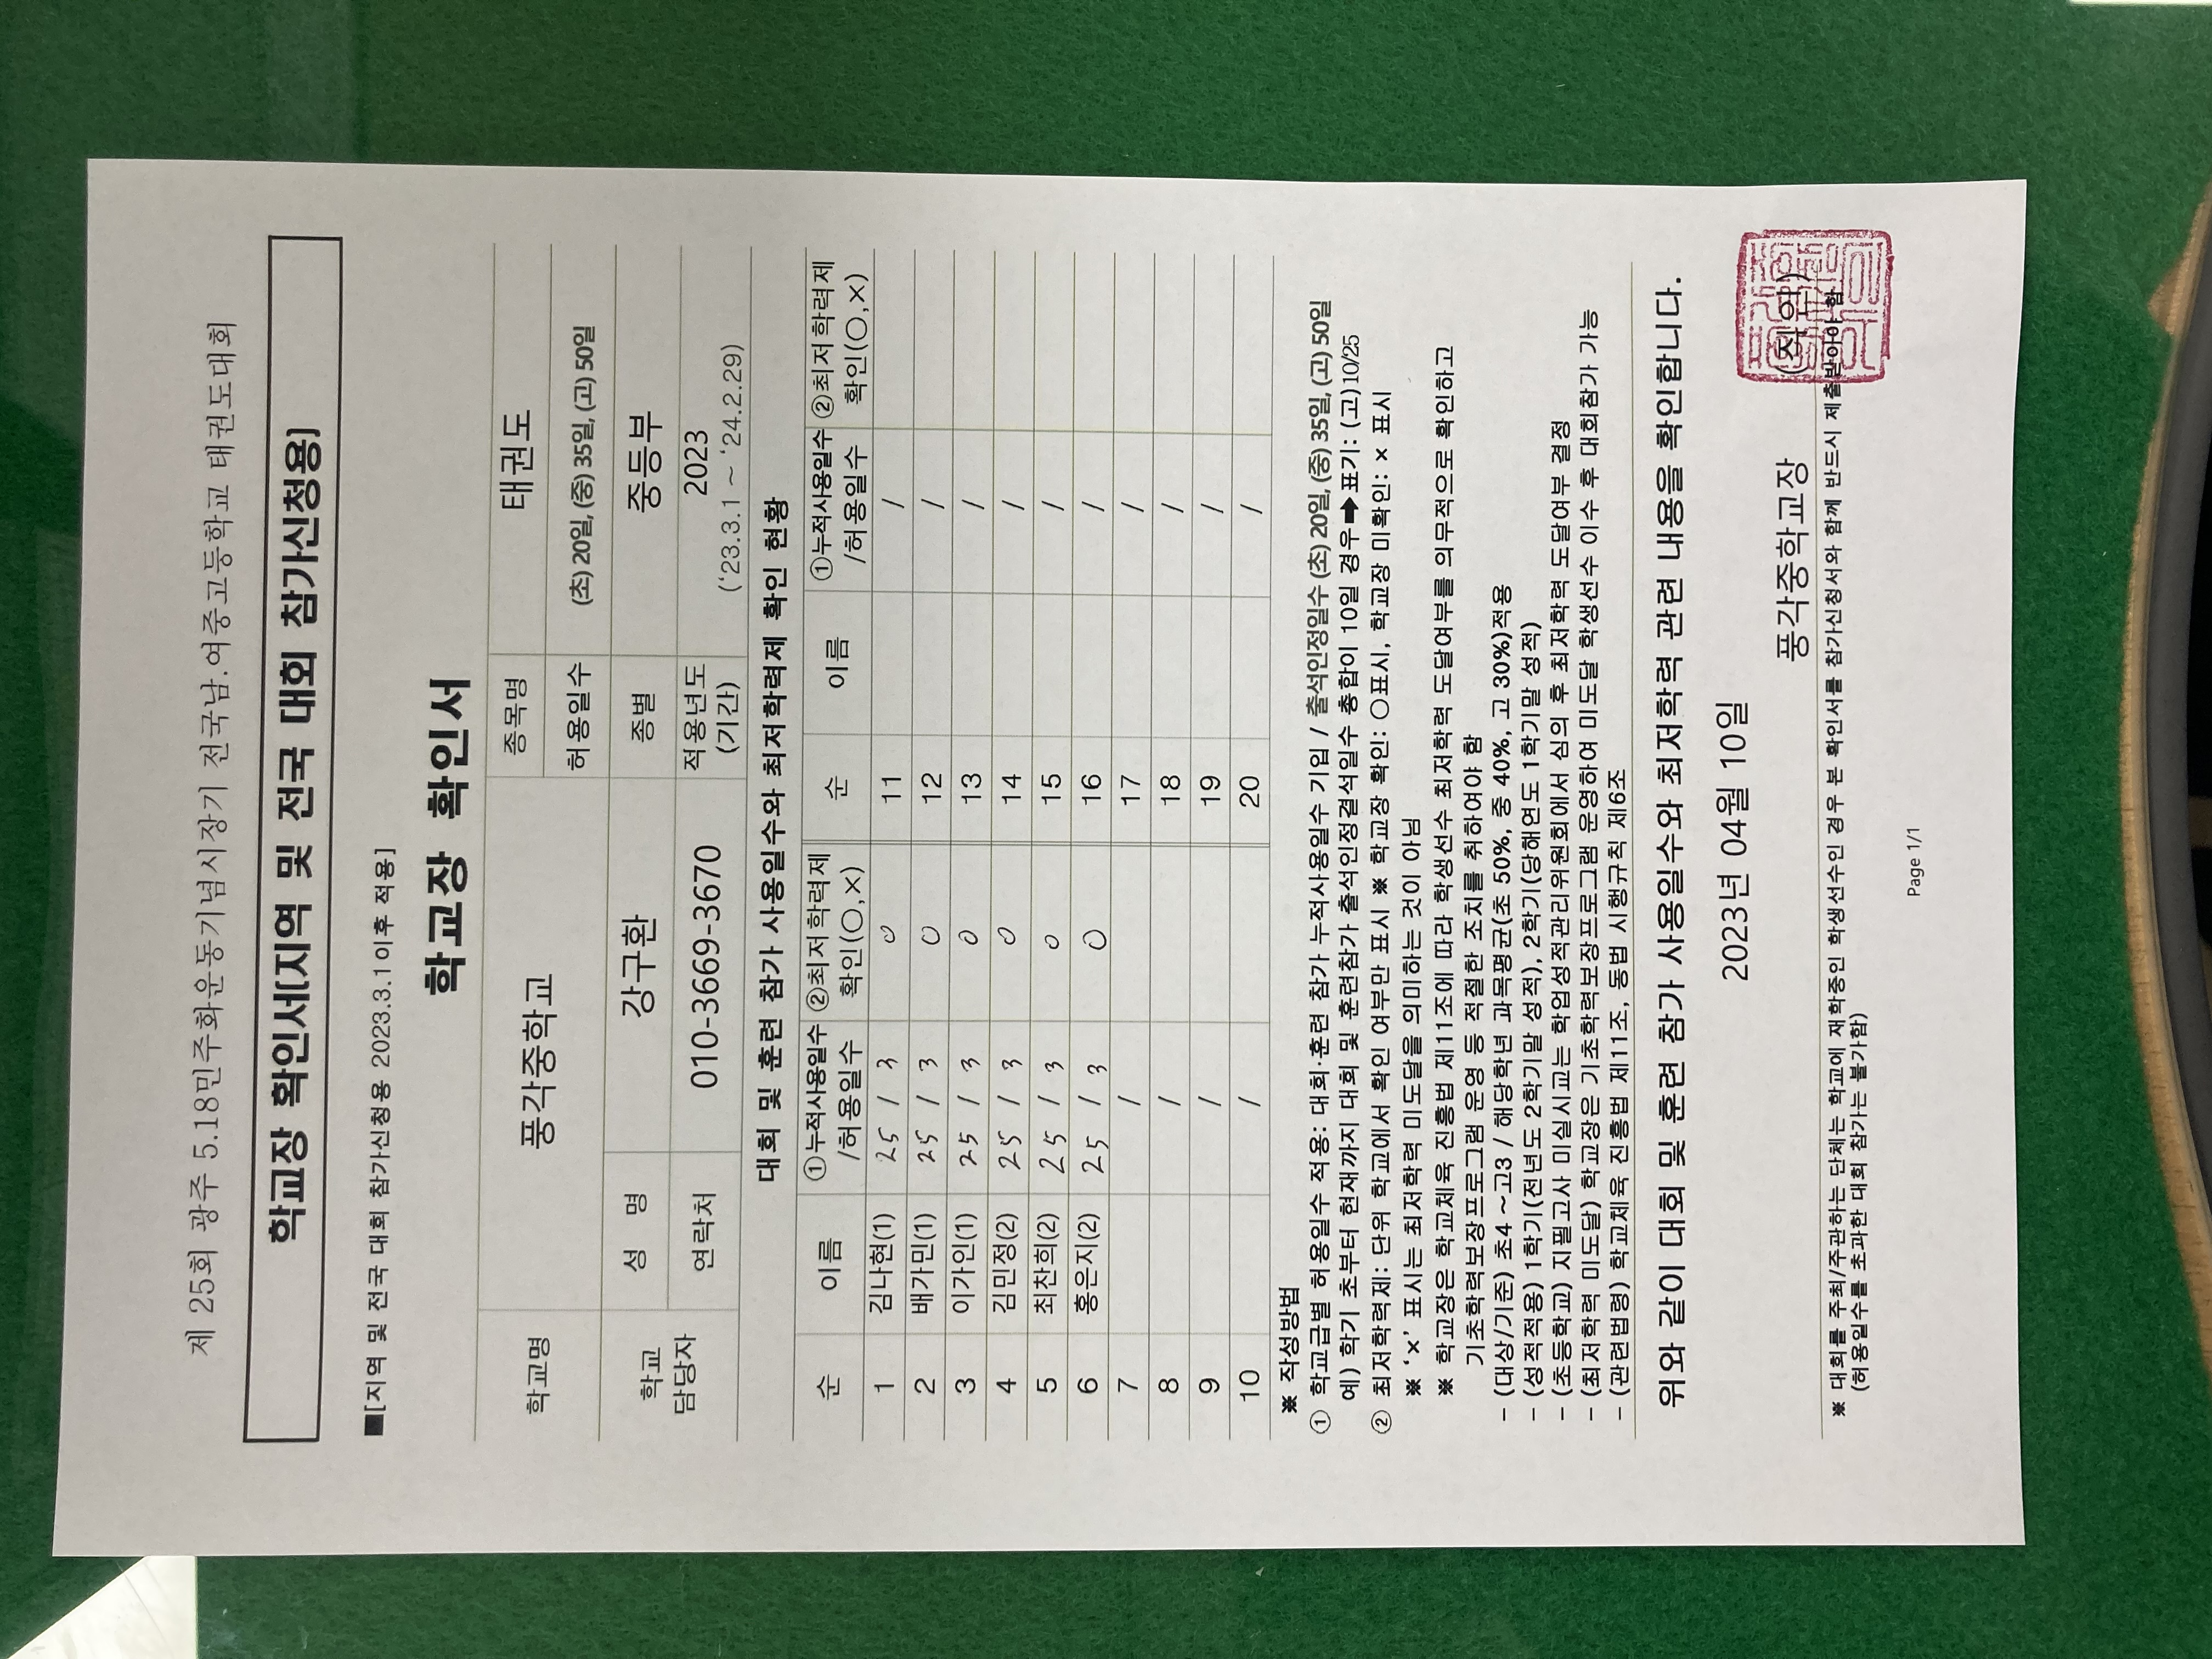 제 25회 광주 5.18민주화운동기념시장기 전국남.여중고등학교 태권도대회
학교장 확인서[지역 및 전국 대회 참가신청용]
■[지역 및 전국 대회 참가신청용 2023.3.1이후 적용]
학교장 확인서
학교명 풍각중학교 종목명 태권도
허용일수 (초) 20일, (중) 35일, (고) 50일
학교 담당자 성 명 강구환 종별 중등부
연락처 010-3669-3670 적용년도 (기간) 2023 (‘23.3.1 ~ ‘24.2.29)
대회 및 훈련 참가 사용일수와 최저학력제 확인 현황
순 이름 ①누적사용일수 /허용일수 ②최저학력제 확인(○,×) 순 이름 ①누적사용일수 /허용일수 ②최저학력제 확인(○,×)
1 김나현(1) 25 / 3 ○ 11 /
2 배가민(1) 25 / 3 ○ 12 /
3 이가인(1) 25 / 3 ○ 13 /
4 김민정(2) 25 / 3 ○ 14 /
5 최찬희(2) 25 / 3 ○ 15 /
6 홍은지(2) 25 / 3 ○ 16 /
7 / 17 /
8 / 18 /
9 / 19 /
10 / 20 /
※ 작성방법
① 학교급별 허용일수 적용: 대회·훈련 참가 누적사용일수 기입 / 출석인정일수 (초) 20일, (중) 35일, (고) 50일
예) 학기 초부터 현재까지 대회 및 훈련참가 출석인정결석일수 총합이 10일 경우➡표기: (고)10/25
② 최저학력제: 단위 학교에서 확인 여부만 표시 ※ 학교장 확인: ○표시, 학교장 미확인: × 표시
※ ‘×’ 표시는 최저학력 미도달을 의미하는 것이 아님
※ 학교장은 학교체육 진흥법 제11조에 따라 학생선수 최저학력 도달여부를 의무적으로 확인하고
기초학력보장프로그램 운영 등 적절한 조치를 취하여야 함
- (대상/기준) 초4 ~고3 / 해당학년 과목평균(초 50%, 중 40%, 고 30%)적용
- (성적적용) 1학기(전년도 2학기말 성적), 2학기(당해연도 1학기말 성적)
- (초등학교) 지필고사 미실시교는 학업성적관리위원회에서 심의 후 최저학력 도달여부 결정
- (최저학력 미도달) 학교장은 기초학력보장프로그램 운영하여 미도달 학생선수 이수 후 대회참가 가능
- (관련법령) 학교체육 진흥법 제11조, 동법 시행규칙 제6조
위와 같이 대회 및 훈련 참가 사용일수와 최저학력 관련 내용을 확인합니다.
2023년 04월 10일
풍각중학교장 (직인)
※ 대회를 주최/주관하는 단체는 학교에 재학중인 학생선수인 경우 본 확인서를 참가신청서와 함께 반드시 제출받아야 함
(허용일수를 초과한 대회 참가는 불가함)
Page 1/1